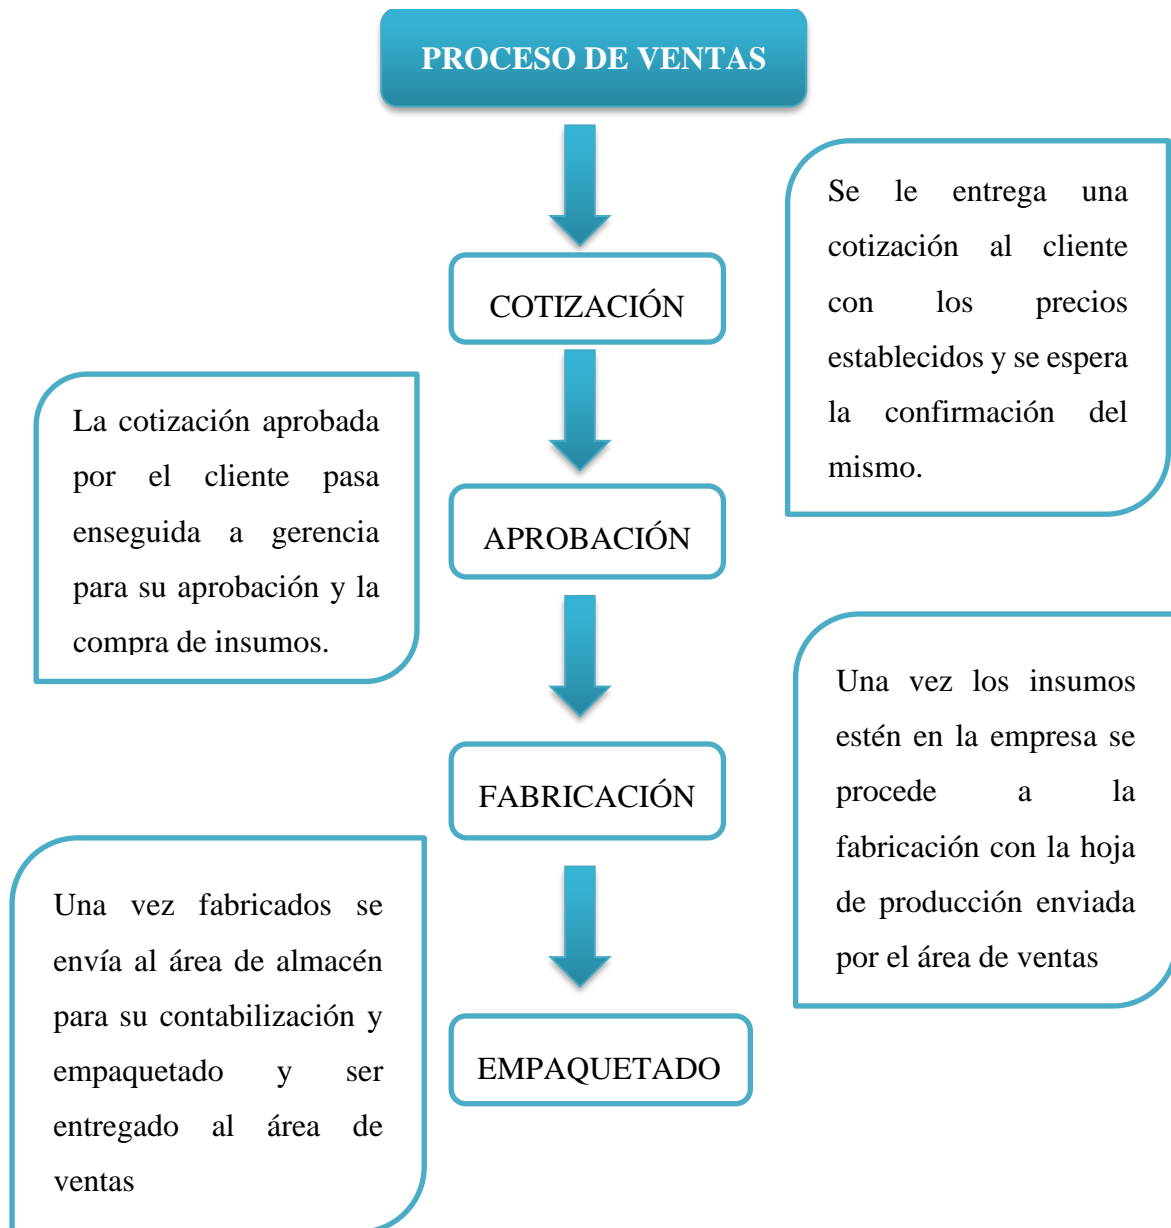 PROCESO DE VENTAS
COTIZACIÓN
Se le entrega una
cotización al cliente
con los precios
establecidos y se espera
la confirmación del
mismo.
APROBACIÓN
La cotización aprobada
por el cliente pasa
enseguida a gerencia
para su aprobación y la
compra de insumos.
FABRICACIÓN
Una vez los insumos
estén en la empresa se
procede a la
fabricación con la hoja
de producción enviada
por el área de ventas
EMPAQUETADO
Una vez fabricados se
envía al área de almacén
para su contabilización y
empaquetado y ser
entregado al área de
ventas